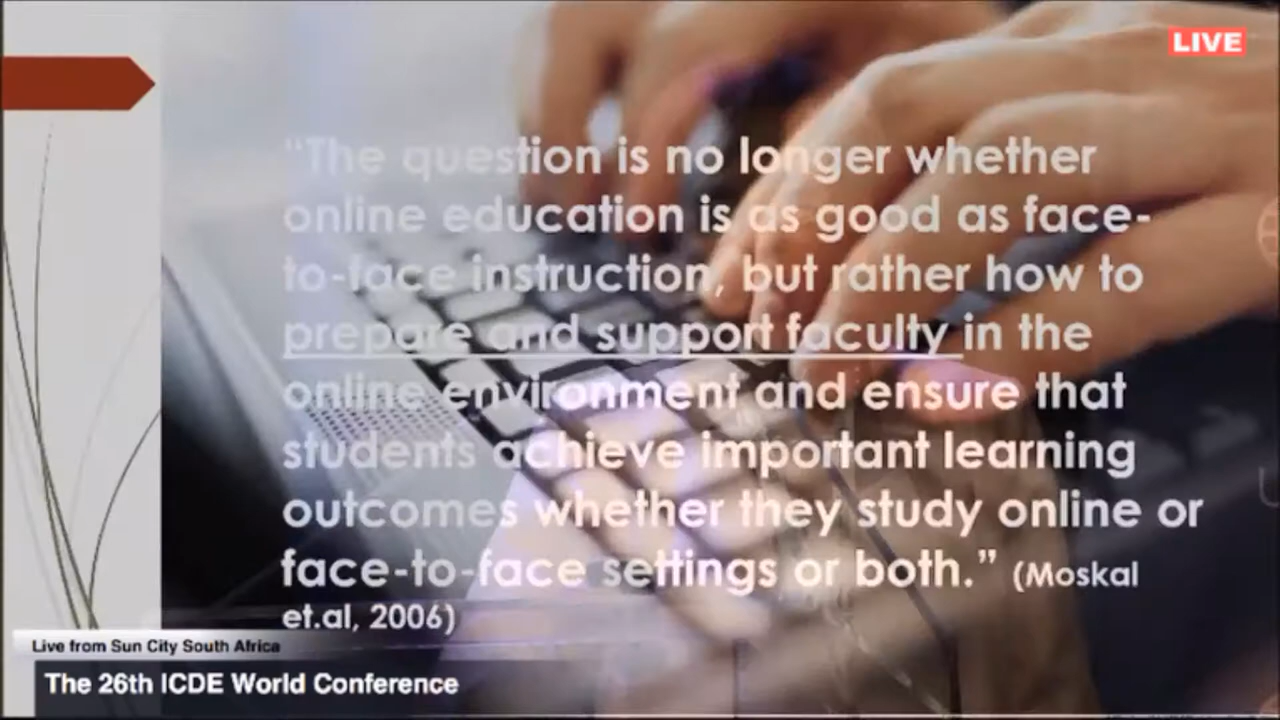 LIVE
“The question is no longer whether
online education is as good as face-
to-face instruction, but rather how to
prepare and support faculty in the
online environment and ensure that
students achieve important learning
outcomes whether they study online or
face-to-face settings or both.” (Moskal
et.al, 2006)
Live from Sun City South Africa
The 26th ICDE World Conference